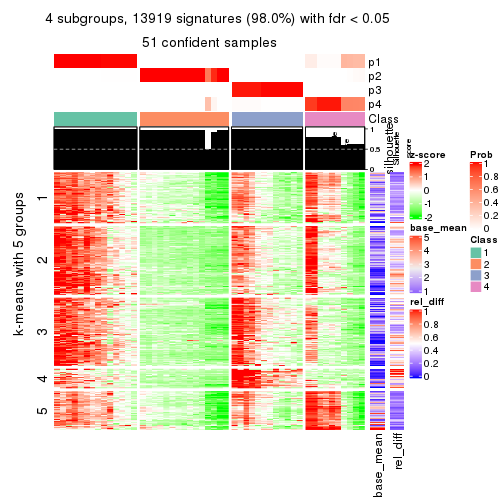 4 subgroups, 13919 signatures (98.0%) with fdr < 0.05
51 confident samples
p1
p2
p3
p4
Class
1
0.5
0
silhouette
Silhouette
score
k-means with 5 groups
1
2
3
4
5
base_mean
rel_diff
z-score
2
1
0
-1
-2
base_mean
5
4
3
2
1
rel_diff
1
0.8
0.6
0.4
0.2
0
Prob
1
0.8
0.6
0.4
0.2
0
Class
1
2
3
4